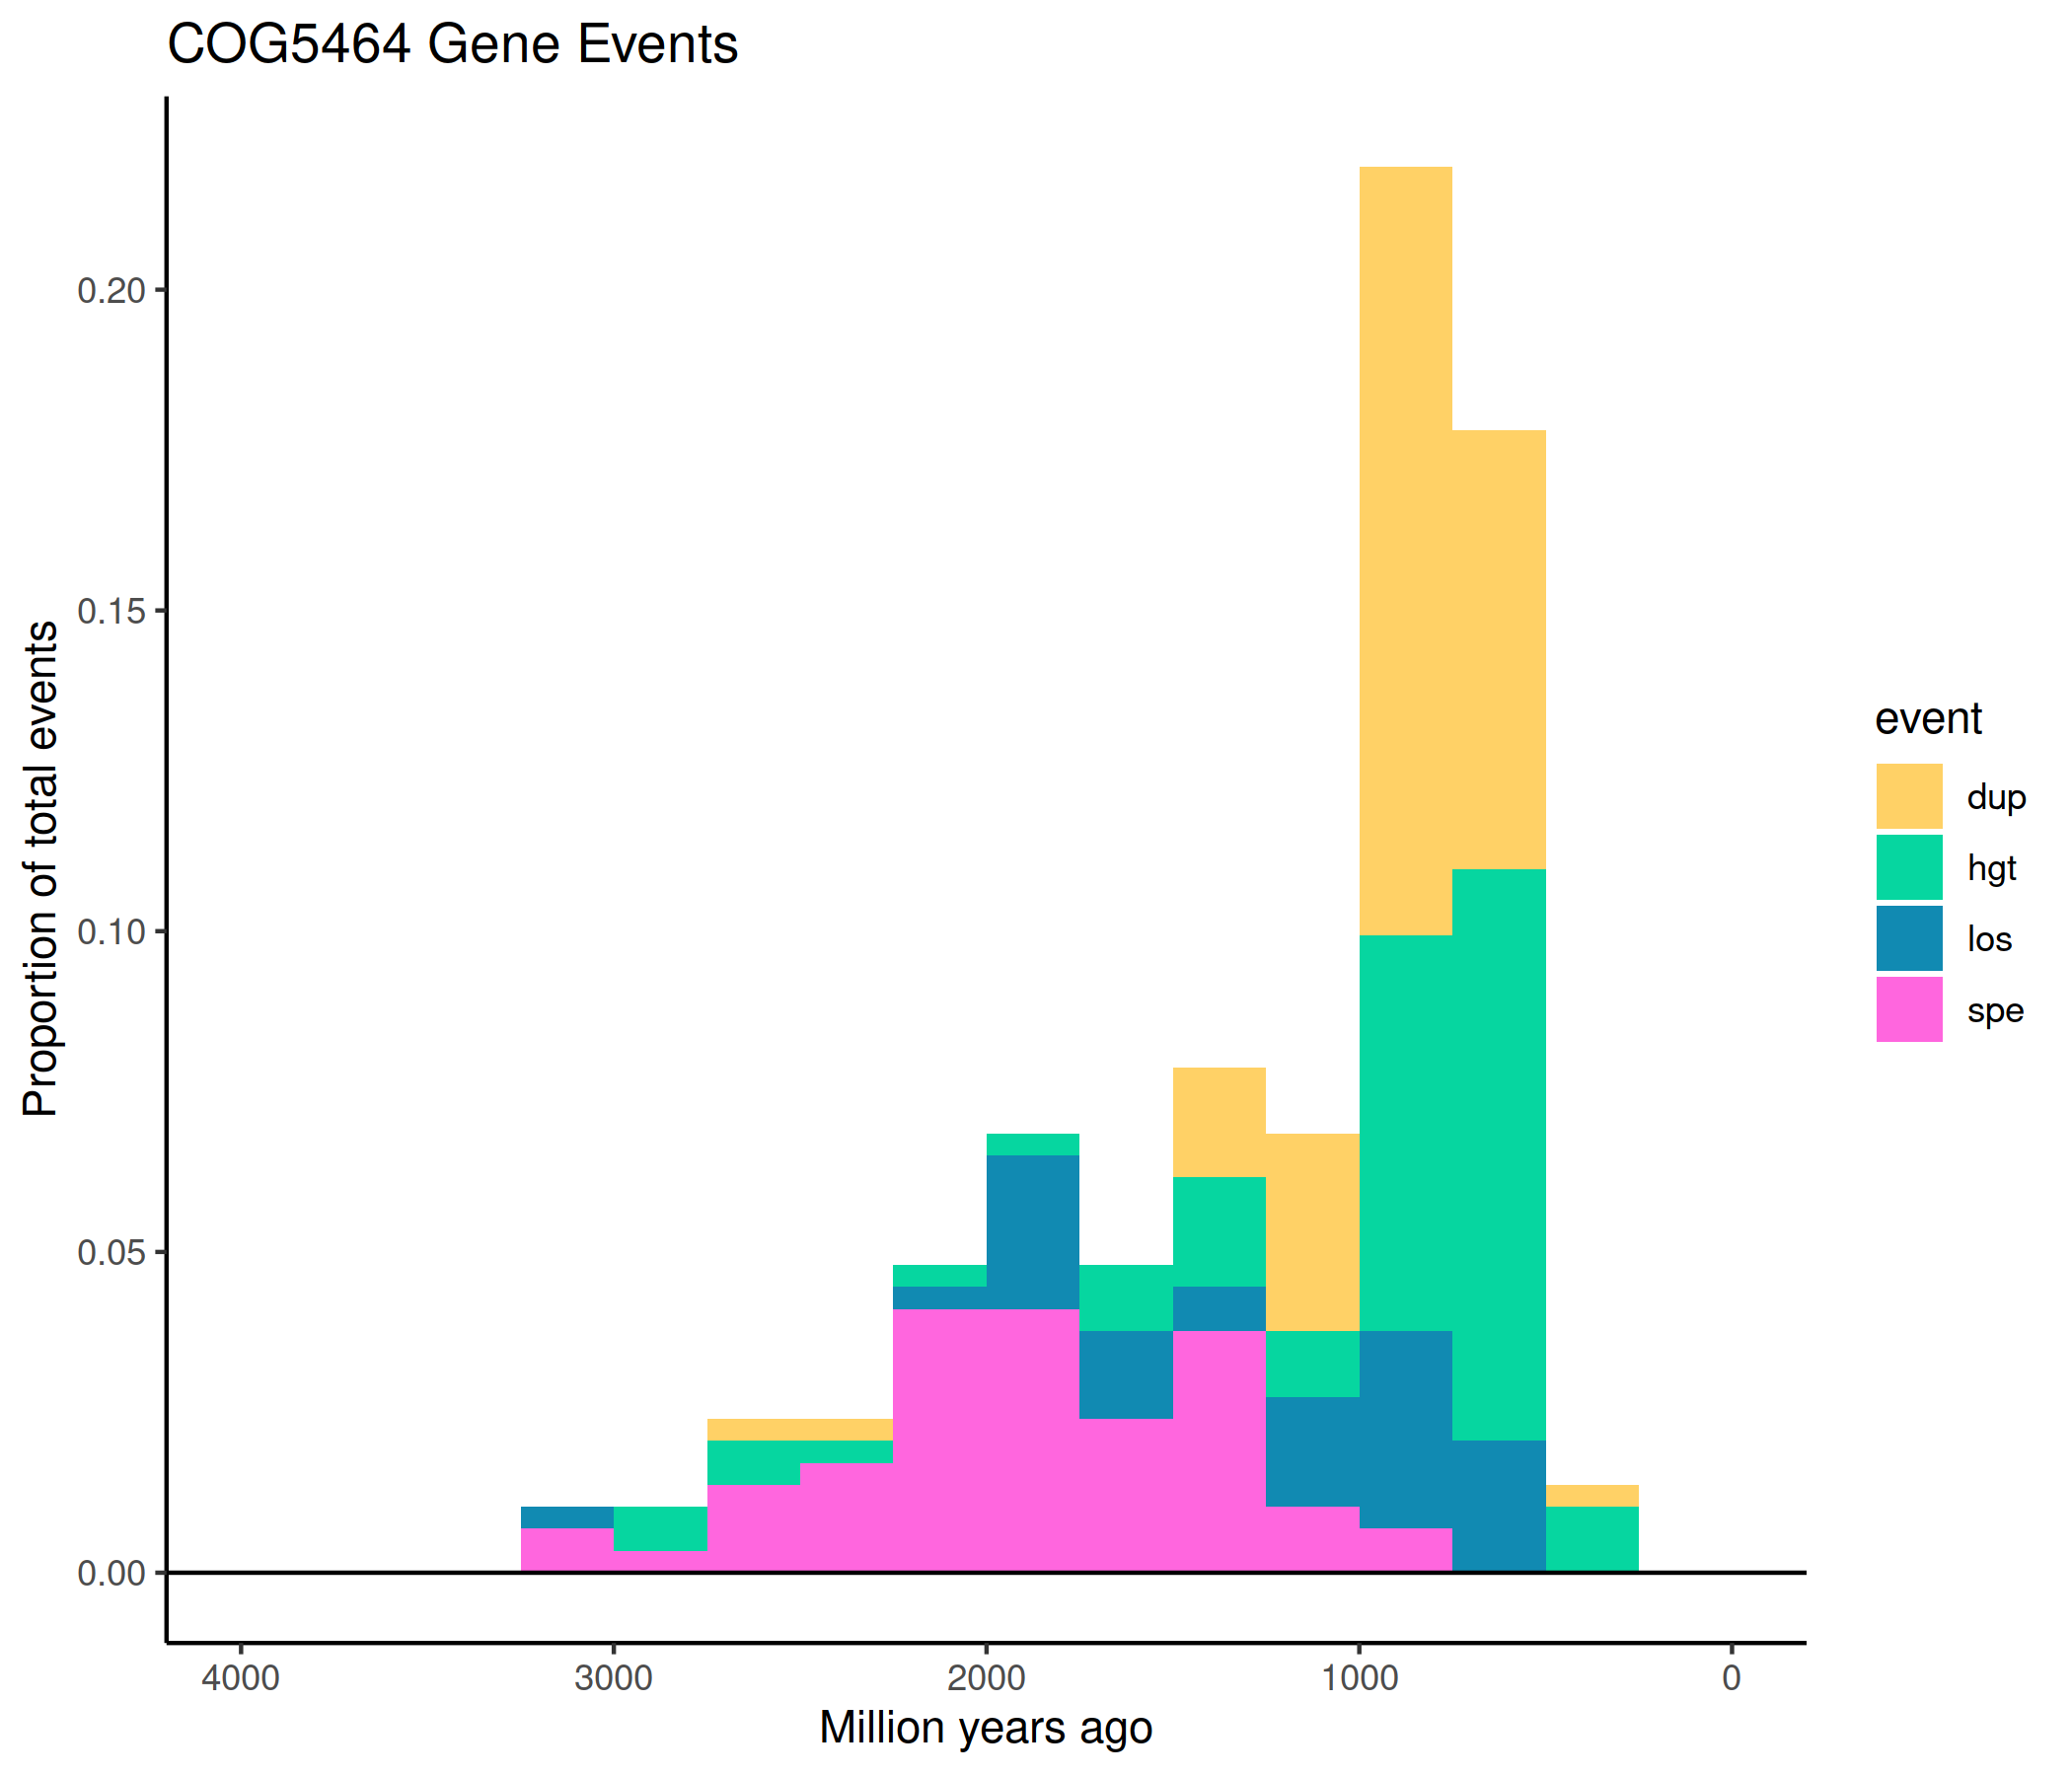 COG5464 Gene Events
Proportion of total events
0.20
0.15
0.10
0.05
0.00
4000 3000 2000 1000 0
Million years ago
event
dup
hgt
los
spe